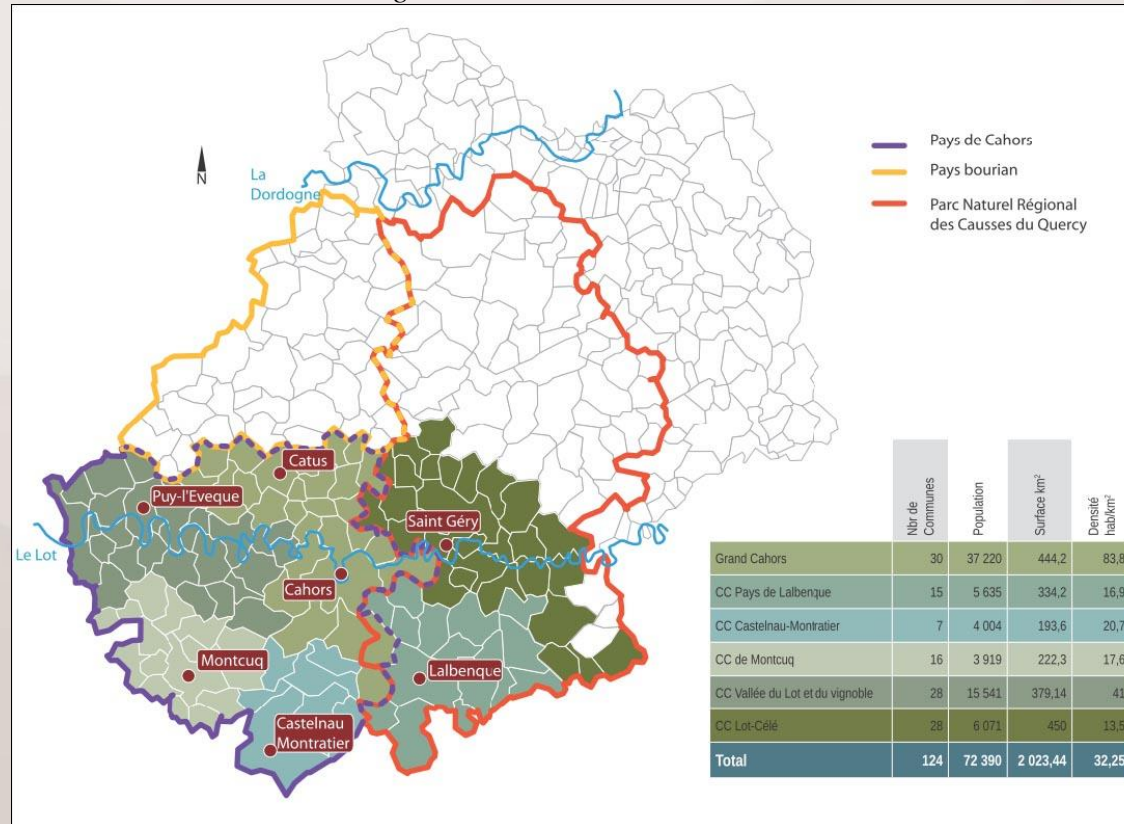 N
La
Dordogne
Pays de Cahors
Pays bourian
Parc Naturel Régional
des Causses du Quercy
Catus
Puy-l'Eveque
Saint Géry
Le Lot
Cahors
Montcuq
Lalbenque
Castelnau
Montratier
Nbr de Communes Population Surface km² Densité hab/km²
Grand Cahors 30 37 220 444,2 83,8
CC Pays de Lalbenque 15 5 635 334,2 16,9
CC Castelnau-Montratier 7 4 004 193,6 20,7
CC de Montcuq 16 3 919 222,3 17,6
CC Vallée du Lot et du vignoble 28 15 541 379,14 41
CC Lot-Célé 28 6 071 450 13,5
Total 124 72 390 2 023,44 32,25